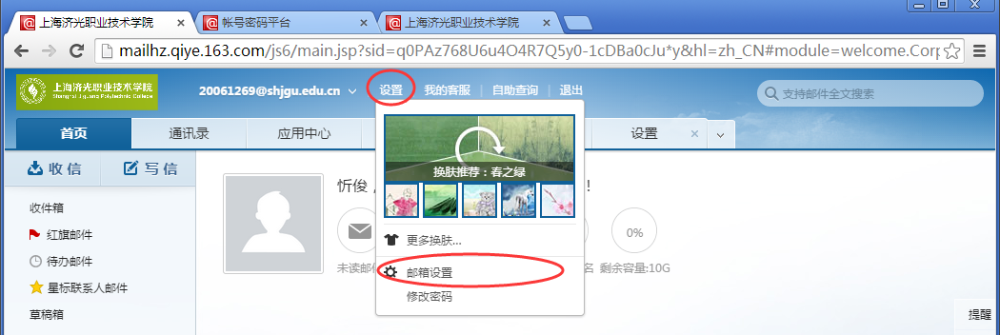 上海济光职业技术学院
帐号密码平台
上海济光职业技术学院
mailhz.qiye.163.com/js6/main.jsp?sid=q0PAz768U6u4O4R7Q5y0-1cDBa0cJu*y&hl=zh_CN#module=welcome.Corp
上海济光职业技术学院
Shanghai Jiguang Polytechnic College
20061269@shjgu.edu.cn
设置
我的客服 | 自助查询 | 退出
支持邮件全文搜索
首页
通讯录
应用中心
设置
收 信
写 信
换肤推荐：春之绿
更多换肤...
邮箱设置
修改密码
收件箱
红旗邮件
待办邮件
星标联系人邮件
草稿箱
忻俊，
!
0%
未读邮
名
剩余容量:10G
提醒